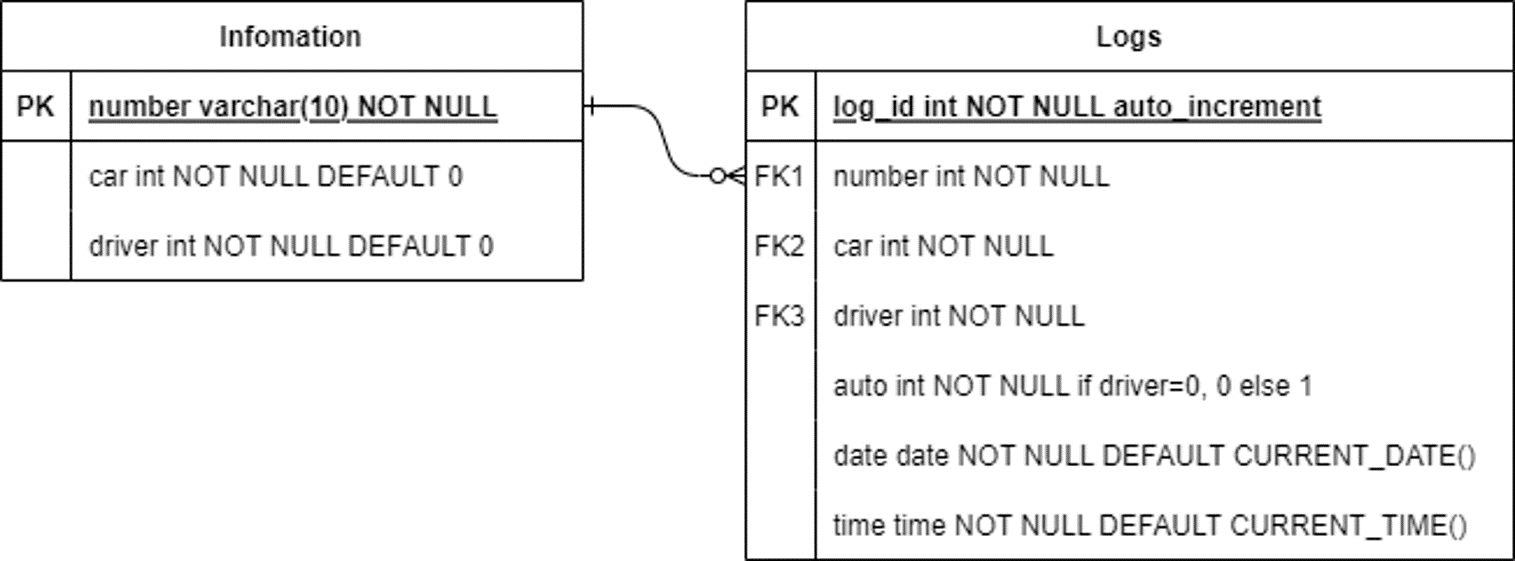 Infomation
PK number varchar(10) NOT NULL
car int NOT NULL DEFAULT 0
driver int NOT NULL DEFAULT 0
Logs
PK log_id int NOT NULL auto_increment
FK1 number int NOT NULL
FK2 car int NOT NULL
FK3 driver int NOT NULL
auto int NOT NULL if driver=0, 0 else 1
date date NOT NULL DEFAULT CURRENT_DATE()
time time NOT NULL DEFAULT CURRENT_TIME()